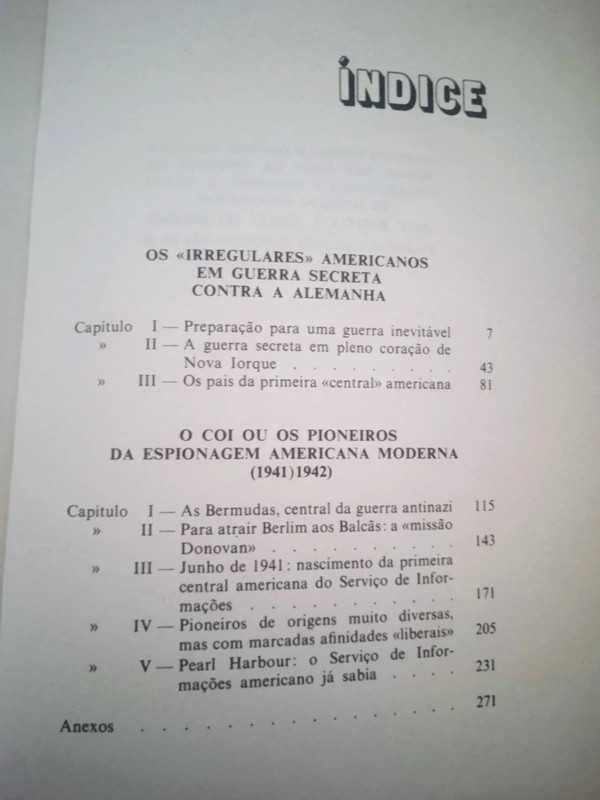 ÍNDICE
OS «IRREGULARES» AMERICANOS
EM GUERRA SECRETA
CONTRA A ALEMANHA
Capítulo I — Preparação para uma guerra inevitável 7
» II — A guerra secreta em pleno coração de
Nova Iorque . . . . . . . . . 43
» III — Os pais da primeira «central» americana 81
O COI OU OS PIONEIROS
DA ESPIONAGEM AMERICANA MODERNA
(1941)1942)
Capítulo I — As Bermudas, central da guerra antinazi 115
» II — Para atrair Berlim aos Balcãs: a «missão
Donovan» . . . . . . . . . . 143
» III — Junho de 1941: nascimento da primeira
central americana do Serviço de Infor-
mações . . . . . . . . . . 171
» IV — Pioneiros de origens muito diversas,
mas com marcadas afinidades «liberais» 205
» V — Pearl Harbour: o Serviço de Infor-
mações americano já sabia . . . . 231
Anexos . . . . . . . . . . . . . . . 271